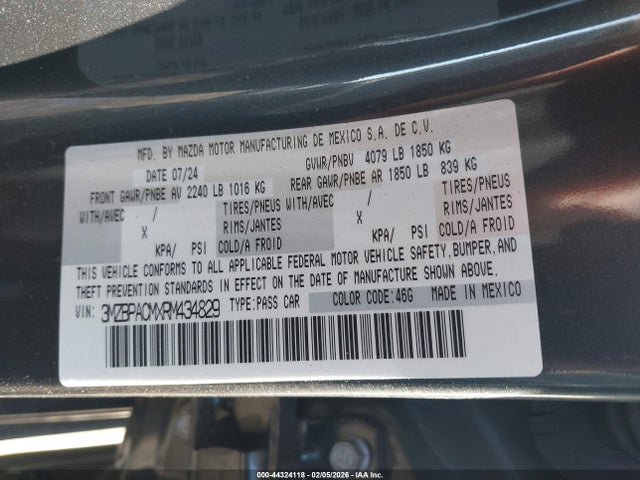 MFD. BY MAZDA MOTOR MANUFACTURING DE MEXICO S.A. DE C.V.
DATE 07/24 GVWR/PNBV 4079 LB 1850 KG
FRONT GAWR/PNBE AV 2240 LB 1016 KG REAR GAWR/PNBE AR 1850 LB 839 KG
WITH/AVEC / TIRES/PNEUS WITH/AVEC / TIRES/PNEUS
X RIMS/JANTES X RIMS/JANTES
KPA/ PSI COLD/A FROID KPA/ PSI COLD/A FROID
THIS VEHICLE CONFORMS TO ALL APPLICABLE FEDERAL MOTOR VEHICLE SAFETY, BUMPER, AND
THEFT PREVENTION STANDARDS IN EFFECT ON THE DATE OF MANUFACTURE SHOWN ABOVE.
VIN: 3MZBPACMXRM434829 TYPE:PASS CAR COLOR CODE:46G MADE IN MEXICO
000-44324118 - 02/05/2026 - IAA Inc.